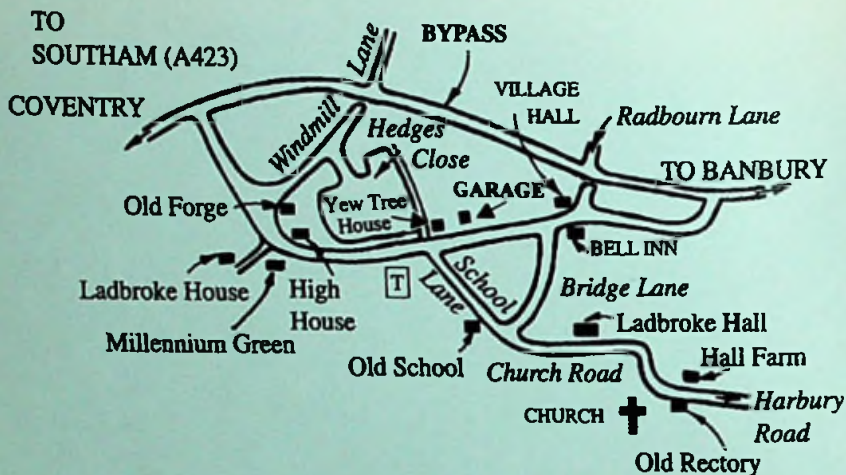 TO
SOUTHAM (A423)
COVENTRY
Lane
BYPASS
VILLAGE
HALL
Radbourn Lane
Windmill
Hedges
Close
TO BANBURY
Old Forge
Yew Tree
House
GARAGE
BELL INN
Ladbroke House
High
House
T
School
Lane
Bridge Lane
Millennium Green
Ladbroke Hall
Old School
Church Road
Hall Farm
CHURCH
Harbury
Road
Old Rectory